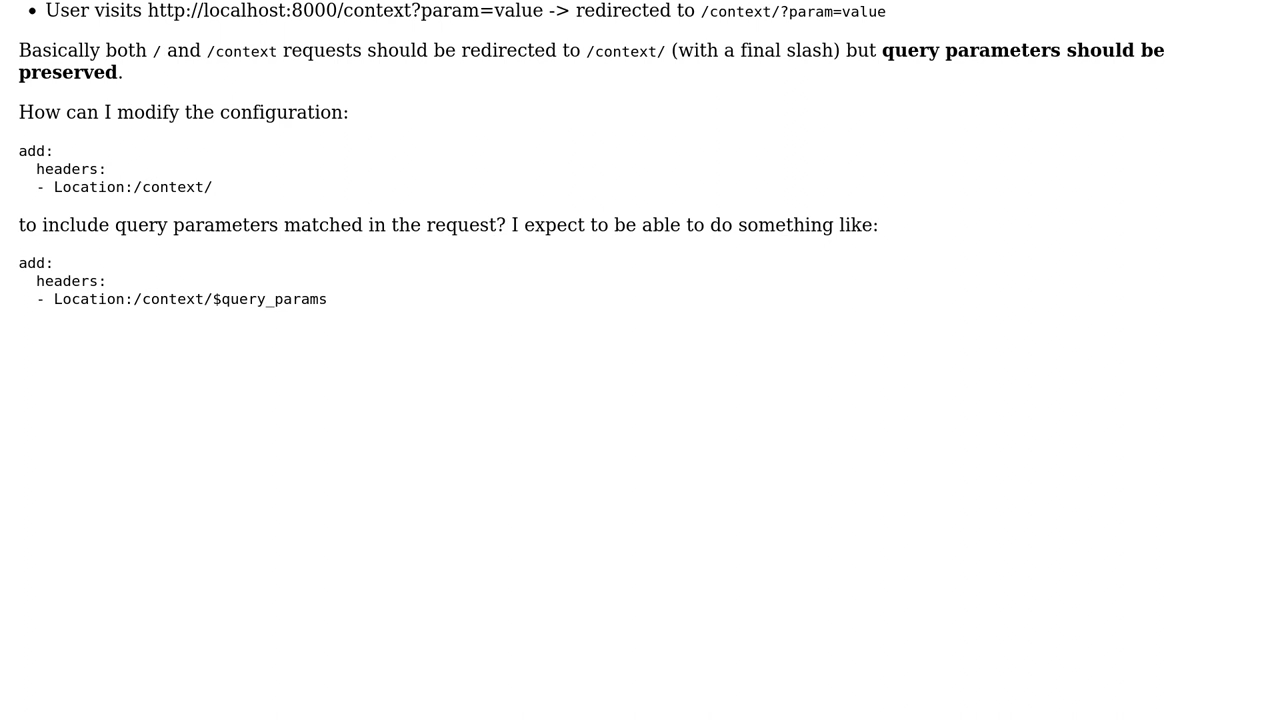 • User visits http://localhost:8000/context?param=value -> redirected to /context/?param=value
Basically both / and /context requests should be redirected to /context/ (with a final slash) but query parameters should be
preserved.
How can I modify the configuration:
add:
  headers:
  - Location:/context/
to include query parameters matched in the request? I expect to be able to do something like:
add:
  headers:
  - Location:/context/$query_params